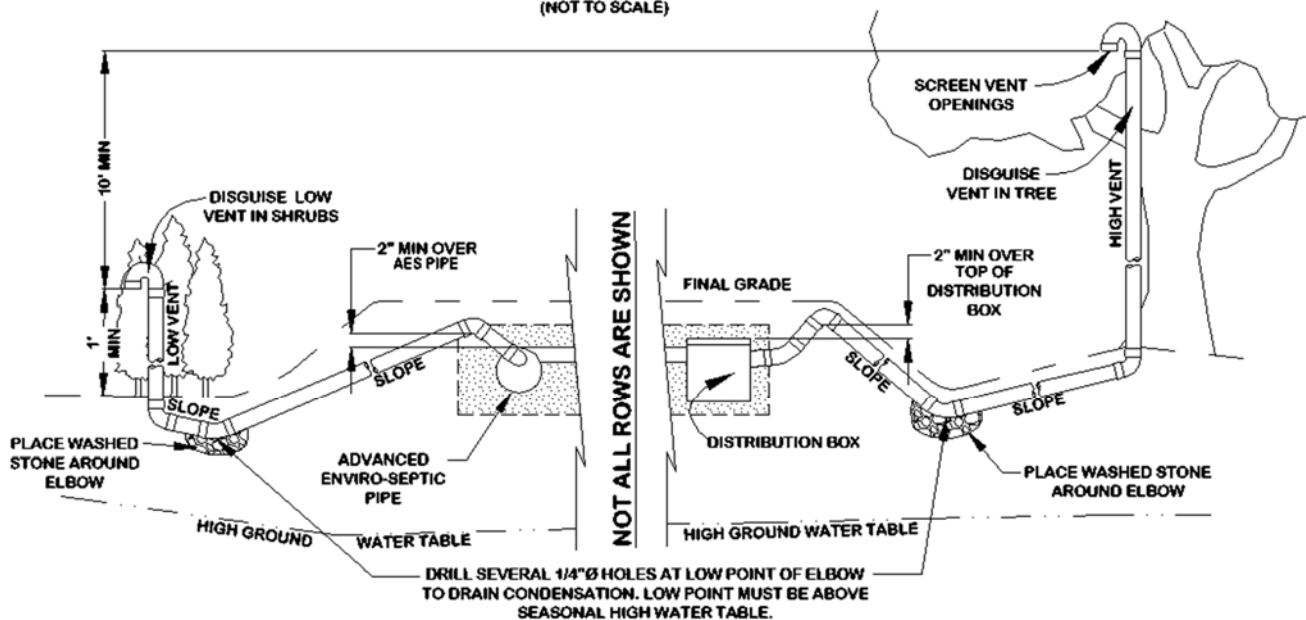 (NOT TO SCALE)
SCREEN VENT
OPENINGS
10' MIN
DISGUISE
VENT IN TREE
HIGH VENT
DISGUISE LOW
VENT IN SHRUBS
2" MIN OVER
AES PIPE
NOT ALL ROWS ARE SHOWN
2" MIN OVER
TOP OF
DISTRIBUTION
BOX
FINAL GRADE
1'
MIN
LOW VENT
SLOPE
SLOPE
SLOPE
SLOPE
PLACE WASHED
STONE AROUND
ELBOW
ADVANCED
ENVIRO-SEPTIC
PIPE
DISTRIBUTION BOX
PLACE WASHED STONE
AROUND ELBOW
HIGH GROUND WATER TABLE
HIGH GROUND WATER TABLE
DRILL SEVERAL 1/4"Ø HOLES AT LOW POINT OF ELBOW
TO DRAIN CONDENSATION. LOW POINT MUST BE ABOVE
SEASONAL HIGH WATER TABLE.